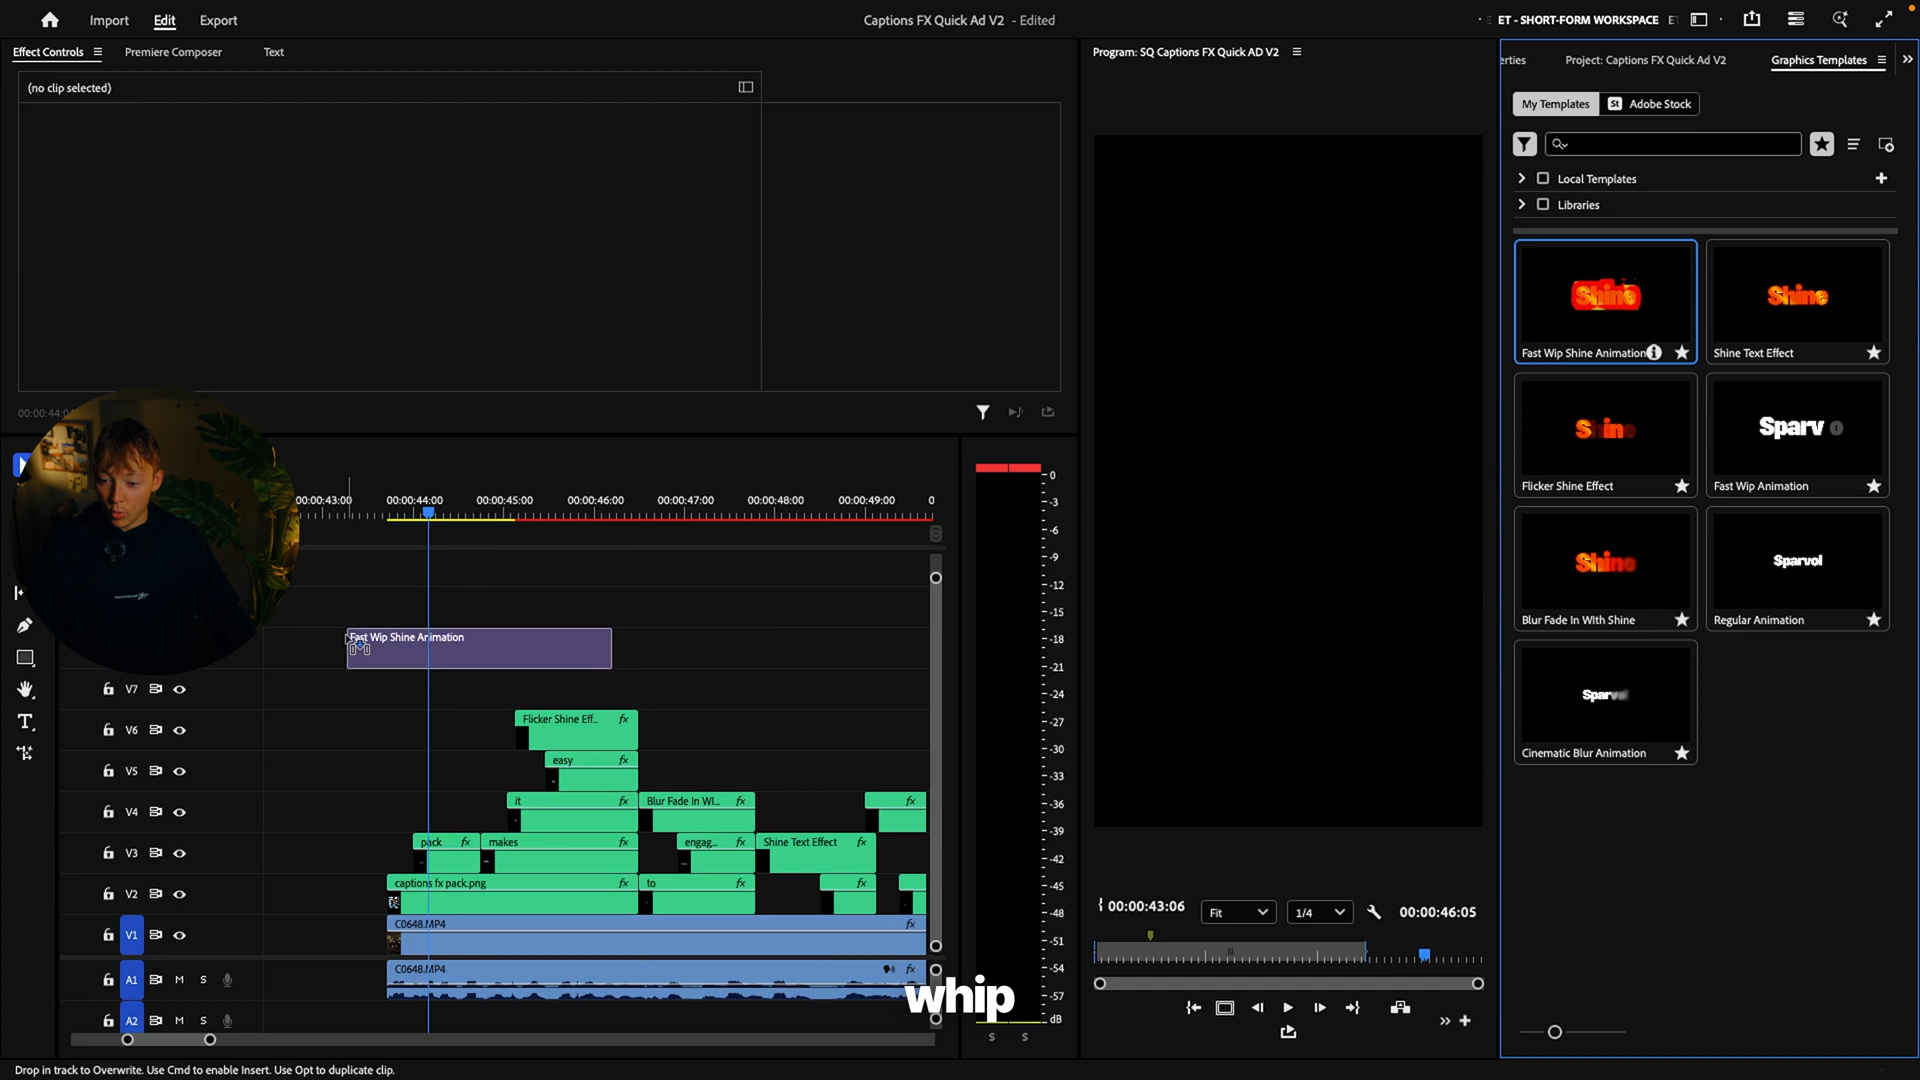 Import Edit Export
Captions FX Quick Ad V2 - Edited
ET - SHORT-FORM WORKSPACE
Effect Controls Premiere Composer Text
(no clip selected)
Program: SQ Captions FX Quick AD V2
erties Project: Captions FX Quick Ad V2 Graphics Templates
My Templates St Adobe Stock
Local Templates
Libraries
Shine
Fast Wip Shine Animation
Shine
Shine Text Effect
Flicker Shine Effect
Sparv o
Fast Wip Animation
Shine
Blur Fade In WIth Shine
Sparvol
Regular Animation
Sparvol
Cinematic Blur Animation
00:00:44:0
00:00:43:00 00:00:44:00 00:00:45:00 00:00:46:00 00:00:47:00 00:00:48:00 00:00:49:00 0
Fast Wip Shine Animation
V7
V6 Flicker Shine Eff... fx
V5 easy fx
V4 it fx Blur Fade In WI... fx fx
V3 pack fx makes fx engag... fx Shine Text Effect fx
V2 captions fx pack.png fx to fx fx
V1 C0648.MP4 fx
A1 M S C0648.MP4 fx
A2 M S
whip
0
-3
-6
-9
-12
-15
-18
-21
-24
-27
-30
-33
-36
-39
-42
-45
-48
-51
-54
-57
dB
S S
00:00:43:06 Fit 1/4 00:00:46:05
Drop in track to Overwrite. Use Cmd to enable Insert. Use Opt to duplicate clip.